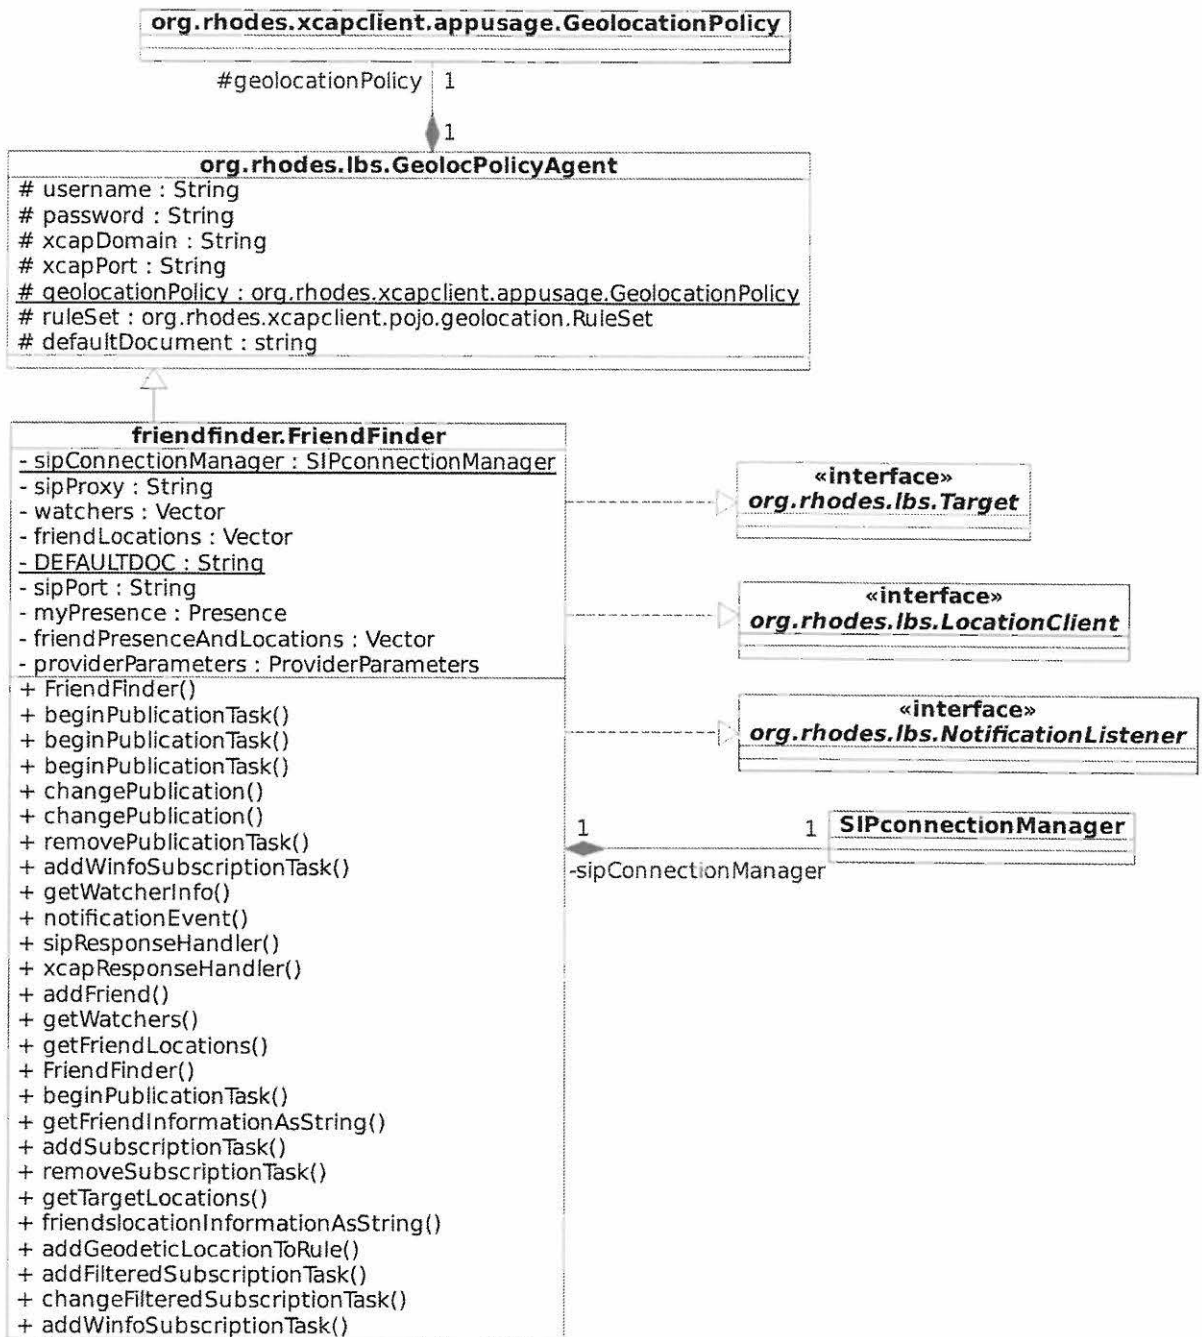 org.rhodes.xcapclient.appusage.GeolocationPolicy
#geolocationPolicy 1
1
org.rhodes.lbs.GeolocPolicyAgent
# username : String
# password : String
# xcapDomain : String
# xcapPort : String
# geolocationPolicy : org.rhodes.xcapclient.appusage.GeolocationPolicy
# ruleSet : org.rhodes.xcapclient.pojo.geolocation.RuleSet
# defaultDocument : string
friendfinder.FriendFinder
- sipConnectionManager : SIPconnectionManager
- sipProxy : String
- watchers : Vector
- friendLocations : Vector
- DEFAULTDOC : String
- sipPort : String
- myPresence : Presence
- friendPresenceAndLocations : Vector
- providerParameters : ProviderParameters
+ FriendFinder()
+ beginPublicationTask()
+ beginPublicationTask()
+ beginPublicationTask()
+ changePublication()
+ changePublication()
+ removePublicationTask()
+ addWinfoSubscriptionTask()
+ getWatcherInfo()
+ notificationEvent()
+ sipResponseHandler()
+ xcapResponseHandler()
+ addFriend()
+ getWatchers()
+ getFriendLocations()
+ FriendFinder()
+ beginPublicationTask()
+ getFriendInformationAsString()
+ addSubscriptionTask()
+ removeSubscriptionTask()
+ getTargetLocations()
+ friendslocationInformationAsString()
+ addGeodeticLocationToRule()
+ addFilteredSubscriptionTask()
+ changeFilteredSubscriptionTask()
+ addWinfoSubscriptionTask()
«interface»
org.rhodes.lbs.Target
«interface»
org.rhodes.lbs.LocationClient
«interface»
org.rhodes.lbs.NotificationListener
1 1
-sipConnectionManager
SIPconnectionManager